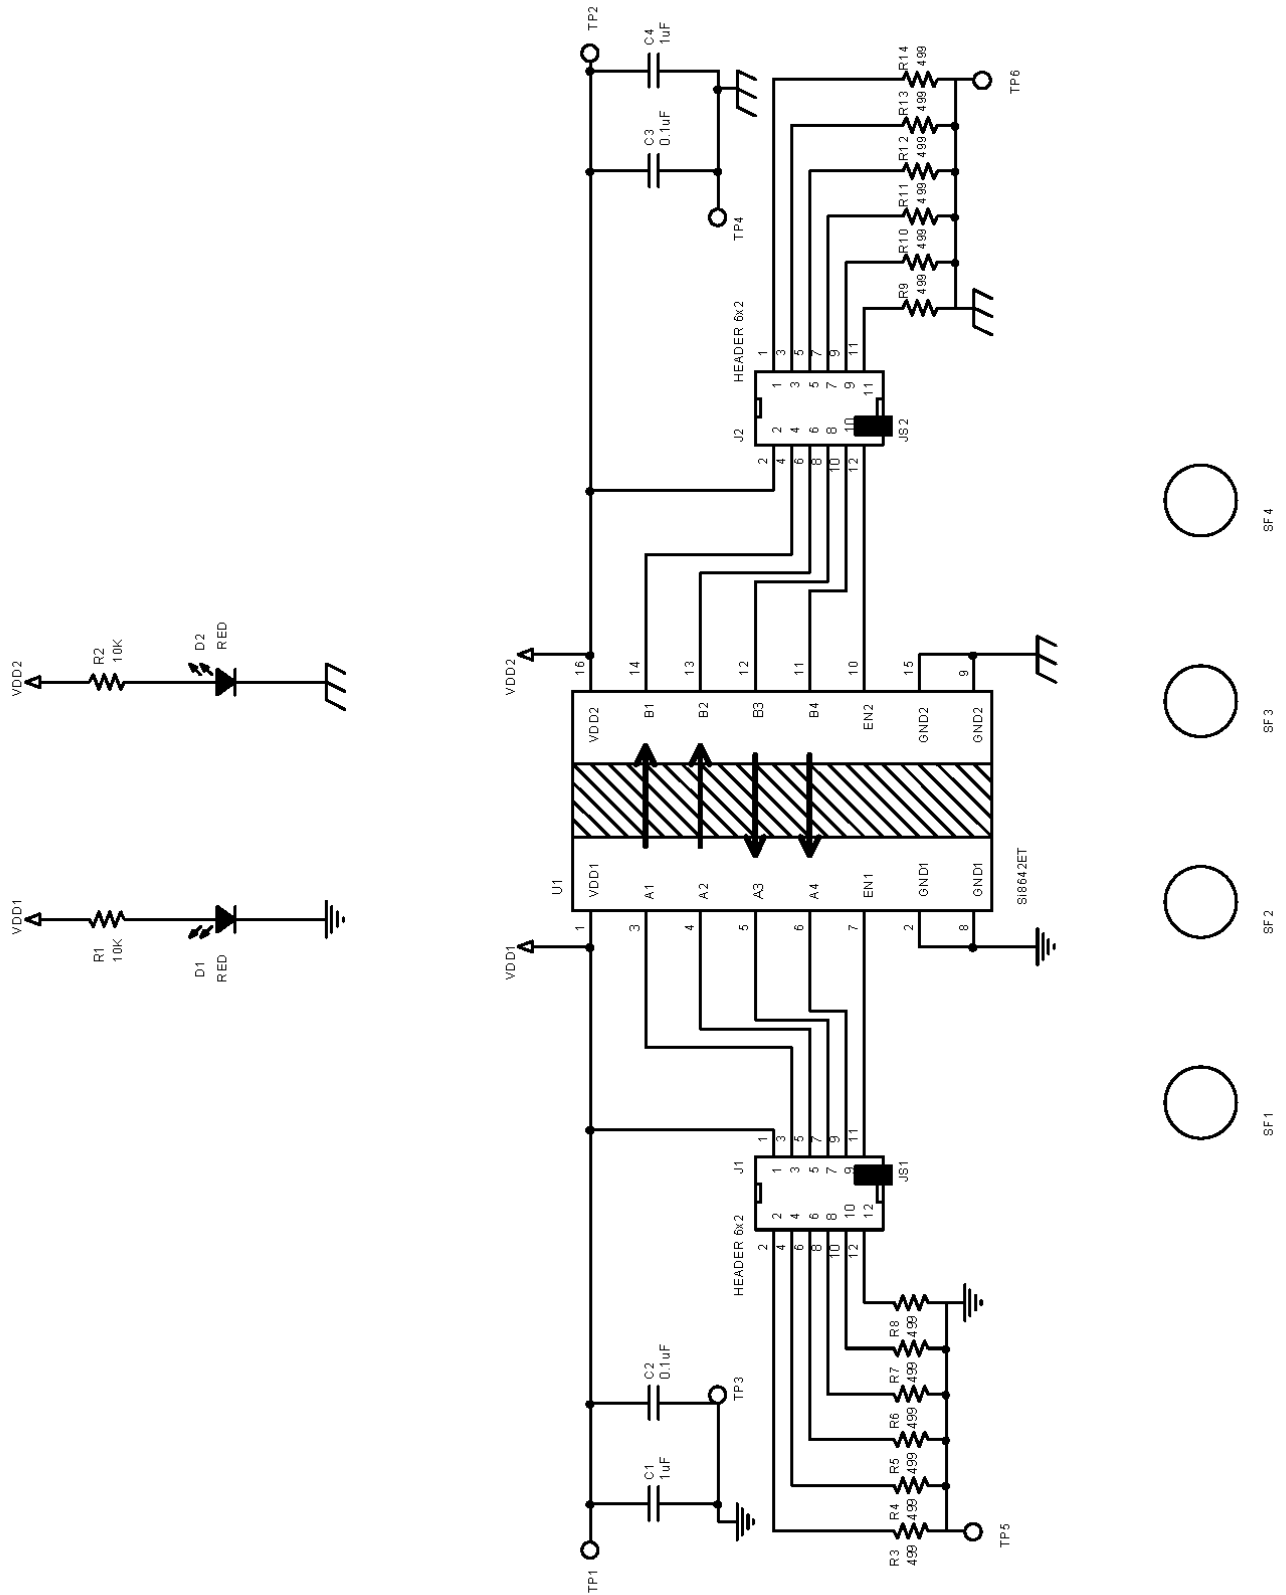 VDD1
R1
10K
D1
RED
VDD2
R2
10K
D2
RED
TP1
C1
1uF
C2
0.1uF
TP3
VDD1
U1
VDD1
A1
A2
A3
A4
EN1
GND1
GND1
1
3
4
5
6
7
2
8
VDD2
VDD2
B1
B2
B3
B4
EN2
GND2
GND2
16
14
13
12
11
10
15
9
SI8642ET
TP2
C3
0.1uF
C4
1uF
TP4
HEADER 6x2
J1
2
4
6
8
10
12
2
4
6
8
10
12
1
3
5
7
9
1
3
5
7
9
11
JS1
R3
499
R4
499
R5
499
R6
499
R7
499
R8
499
TP5
J2
HEADER 6x2
2
4
6
8
10
12
2
4
6
8
10
1
3
5
7
9
11
1
3
5
7
9
11
JS2
R9
499
R10
499
R11
499
R12
499
R13
499
R14
499
TP6
SF1
SF2
SF3
SF4